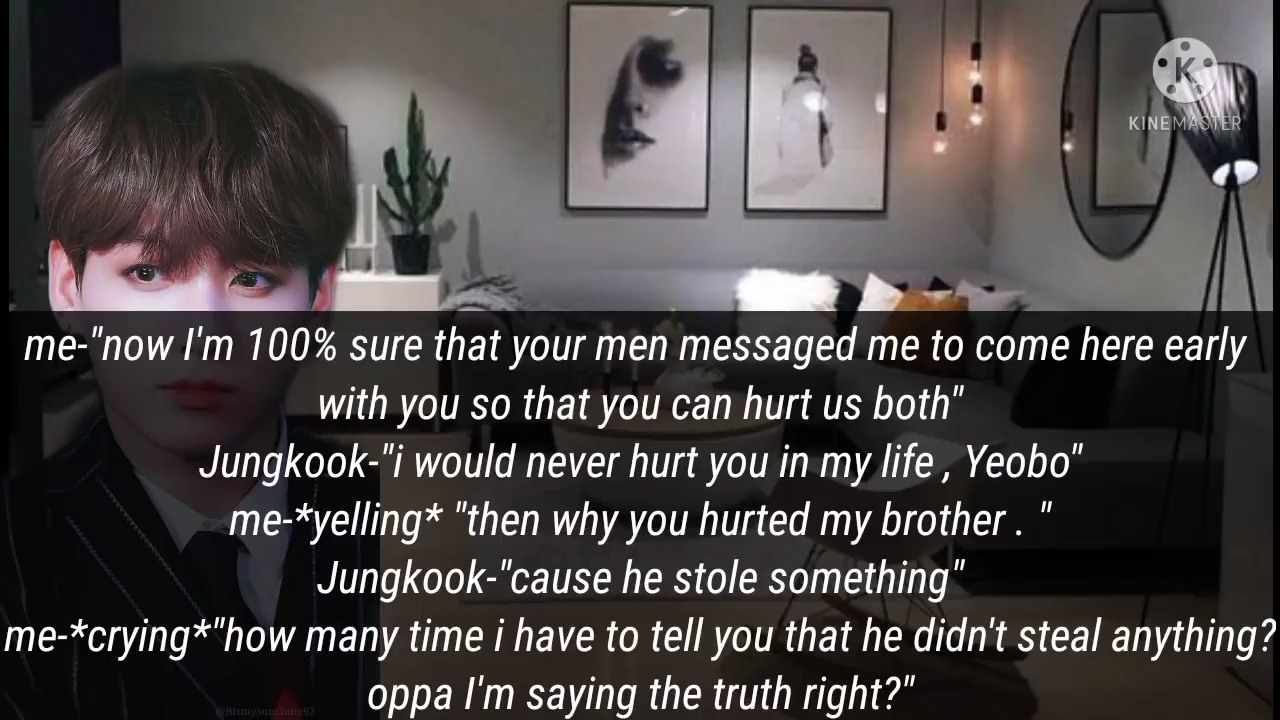 KINEMASTER
me-"now I'm 100% sure that your men messaged me to come here early
with you so that you can hurt us both"
Jungkook-"i would never hurt you in my life , Yeobo"
me-*yelling* "then why you hurted my brother . "
Jungkook-"cause he stole something"
me-*crying*"how many time i have to tell you that he didn't steal anything?
oppa I'm saying the truth right?"